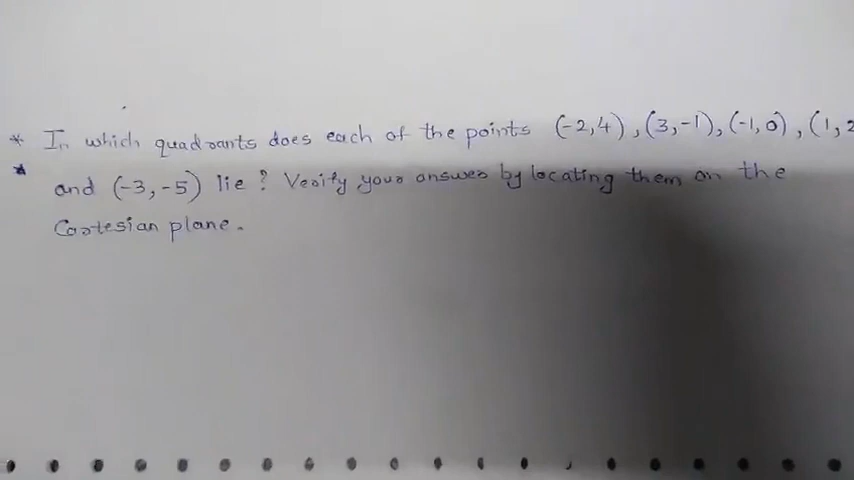 * In which quadrants does each of the points (-2,4), (3,-1), (-1,0), (1,2
* and (-3,-5) lie? Verify your answer by locating them on the
Cartesian plane.